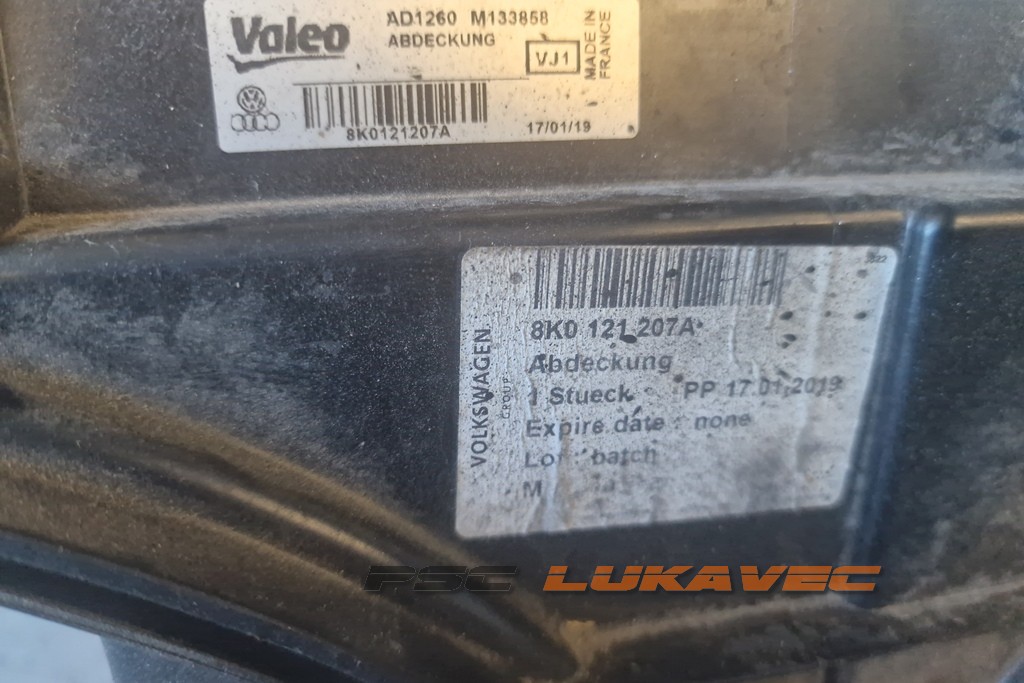 Valeo
AD1260 M133858
ABDECKUNG
VJ1
MADE IN
FRANCE
8K0121207A
17/01/19
VOLKSWAGEN
GROUP
8K0 121 207A
Abdeckung
1 Stueck PP 17.01.2019
Expire date : none
batch
M
PSC LUKAVEC